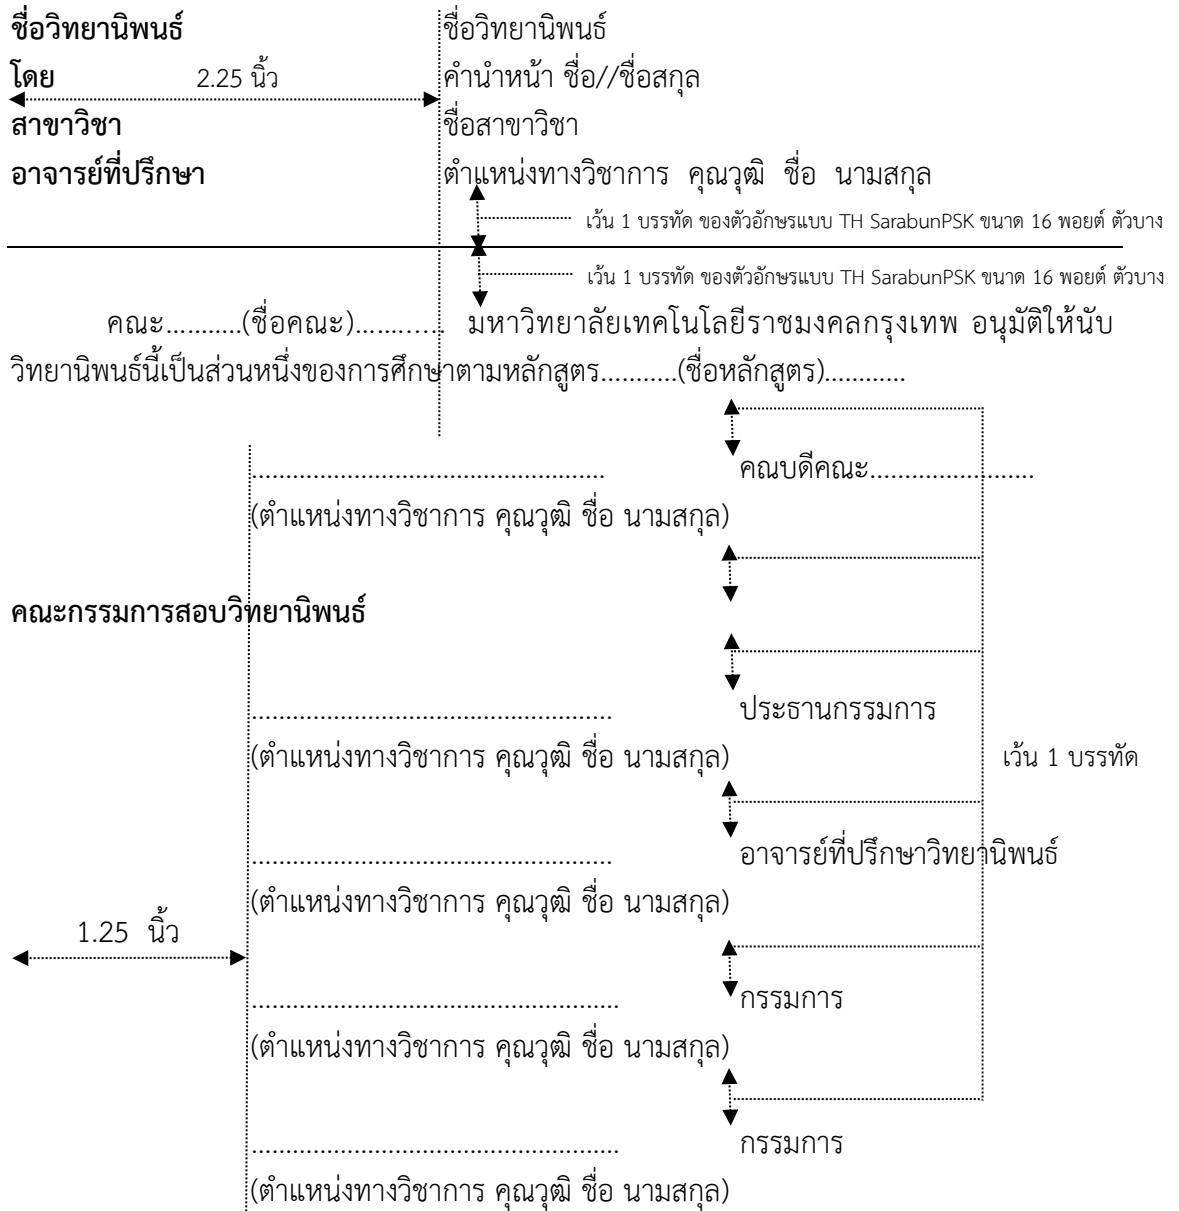 ชื่อวิทยานิพนธ์ ชื่อวิทยานิพนธ์
โดย 2.25 นิ้ว คำนำหน้า ชื่อ//ชื่อสกุล
สาขาวิชา ชื่อสาขาวิชา
อาจารย์ที่ปรึกษา ตำแหน่งทางวิชาการ คุณวุฒิ ชื่อ นามสกุล
เว้น 1 บรรทัด ของตัวอักษรแบบ TH SarabunPSK ขนาด 16 พอยต์ ตัวบาง
เว้น 1 บรรทัด ของตัวอักษรแบบ TH SarabunPSK ขนาด 16 พอยต์ ตัวบาง
คณะ...........(ชื่อคณะ)............ มหาวิทยาลัยเทคโนโลยีราชมงคลกรุงเทพ อนุมัติให้นับ
วิทยานิพนธ์นี้เป็นส่วนหนึ่งของการศึกษาตามหลักสูตร...........(ชื่อหลักสูตร)............
.................................................... คณบดีคณะ........................
(ตำแหน่งทางวิชาการ คุณวุฒิ ชื่อ นามสกุล)
คณะกรรมการสอบวิทยานิพนธ์
..................................................... ประธานกรรมการ
(ตำแหน่งทางวิชาการ คุณวุฒิ ชื่อ นามสกุล) เว้น 1 บรรทัด
..................................................... อาจารย์ที่ปรึกษาวิทยานิพนธ์
(ตำแหน่งทางวิชาการ คุณวุฒิ ชื่อ นามสกุล)
1.25 นิ้ว
...................................................... กรรมการ
(ตำแหน่งทางวิชาการ คุณวุฒิ ชื่อ นามสกุล)
...................................................... กรรมการ
(ตำแหน่งทางวิชาการ คุณวุฒิ ชื่อ นามสกุล)